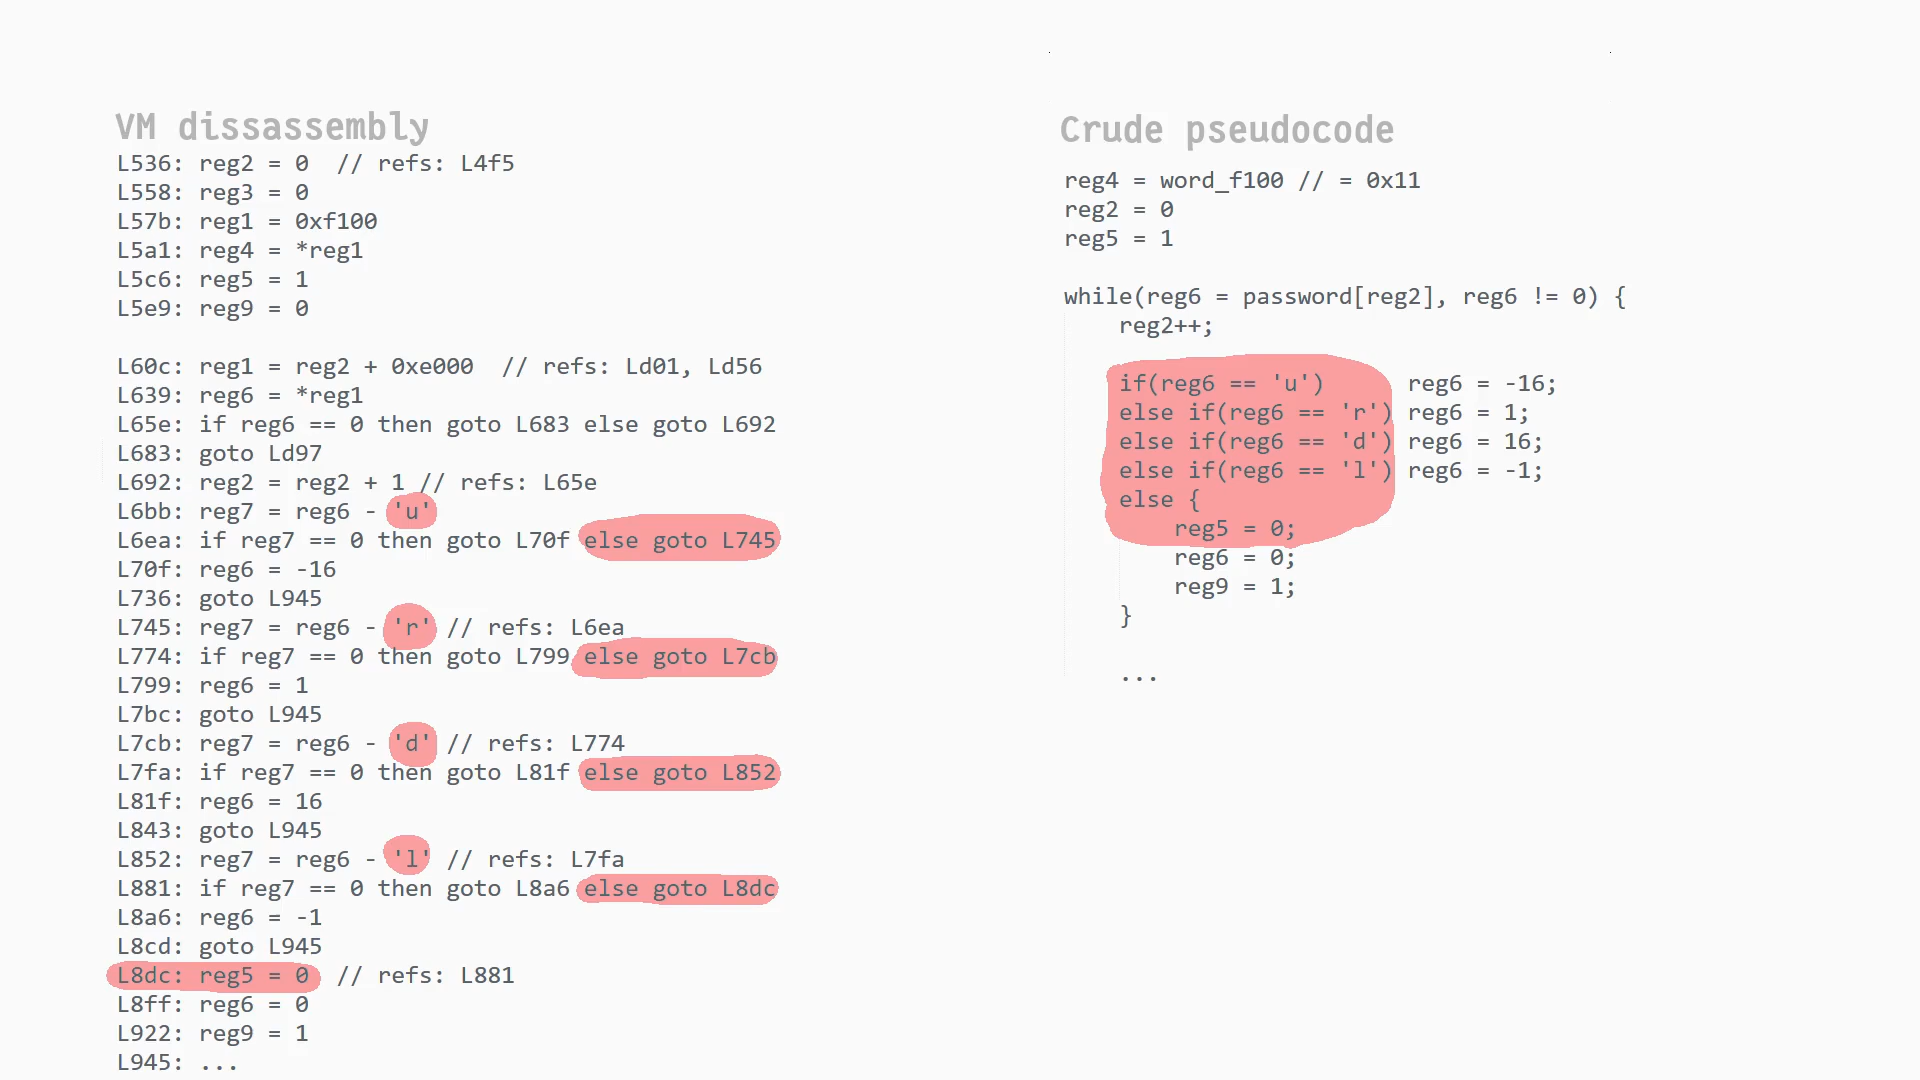 VM dissassembly
L536: reg2 = 0  // refs: L4f5
L558: reg3 = 0
L57b: reg1 = 0xf100
L5a1: reg4 = *reg1
L5c6: reg5 = 1
L5e9: reg9 = 0
L60c: reg1 = reg2 + 0xe000  // refs: Ld01, Ld56
L639: reg6 = *reg1
L65e: if reg6 == 0 then goto L683 else goto L692
L683: goto Ld97
L692: reg2 = reg2 + 1 // refs: L65e
L6bb: reg7 = reg6 - 'u'
L6ea: if reg7 == 0 then goto L70f else goto L745
L70f: reg6 = -16
L736: goto L945
L745: reg7 = reg6 - 'r' // refs: L6ea
L774: if reg7 == 0 then goto L799 else goto L7cb
L799: reg6 = 1
L7bc: goto L945
L7cb: reg7 = reg6 - 'd' // refs: L774
L7fa: if reg7 == 0 then goto L81f else goto L852
L81f: reg6 = 16
L843: goto L945
L852: reg7 = reg6 - 'l' // refs: L7fa
L881: if reg7 == 0 then goto L8a6 else goto L8dc
L8a6: reg6 = -1
L8cd: goto L945
L8dc: reg5 = 0  // refs: L881
L8ff: reg6 = 0
L922: reg9 = 1
L945: ...
Crude pseudocode
reg4 = word_f100 // = 0x11
reg2 = 0
reg5 = 1
while(reg6 = password[reg2], reg6 != 0) {
reg2++;
if(reg6 == 'u')      reg6 = -16;
else if(reg6 == 'r') reg6 = 1;
else if(reg6 == 'd') reg6 = 16;
else if(reg6 == 'l') reg6 = -1;
else {
reg5 = 0;
reg6 = 0;
reg9 = 1;
}
...